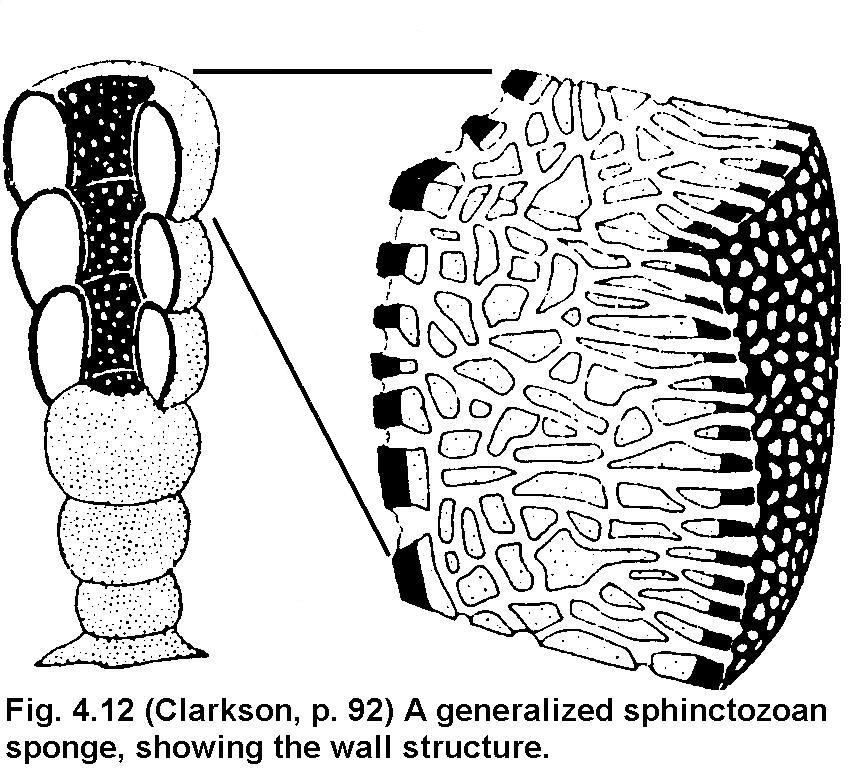 Fig. 4.12 (Clarkson, p. 92) A generalized sphinctozoan
sponge, showing the wall structure.